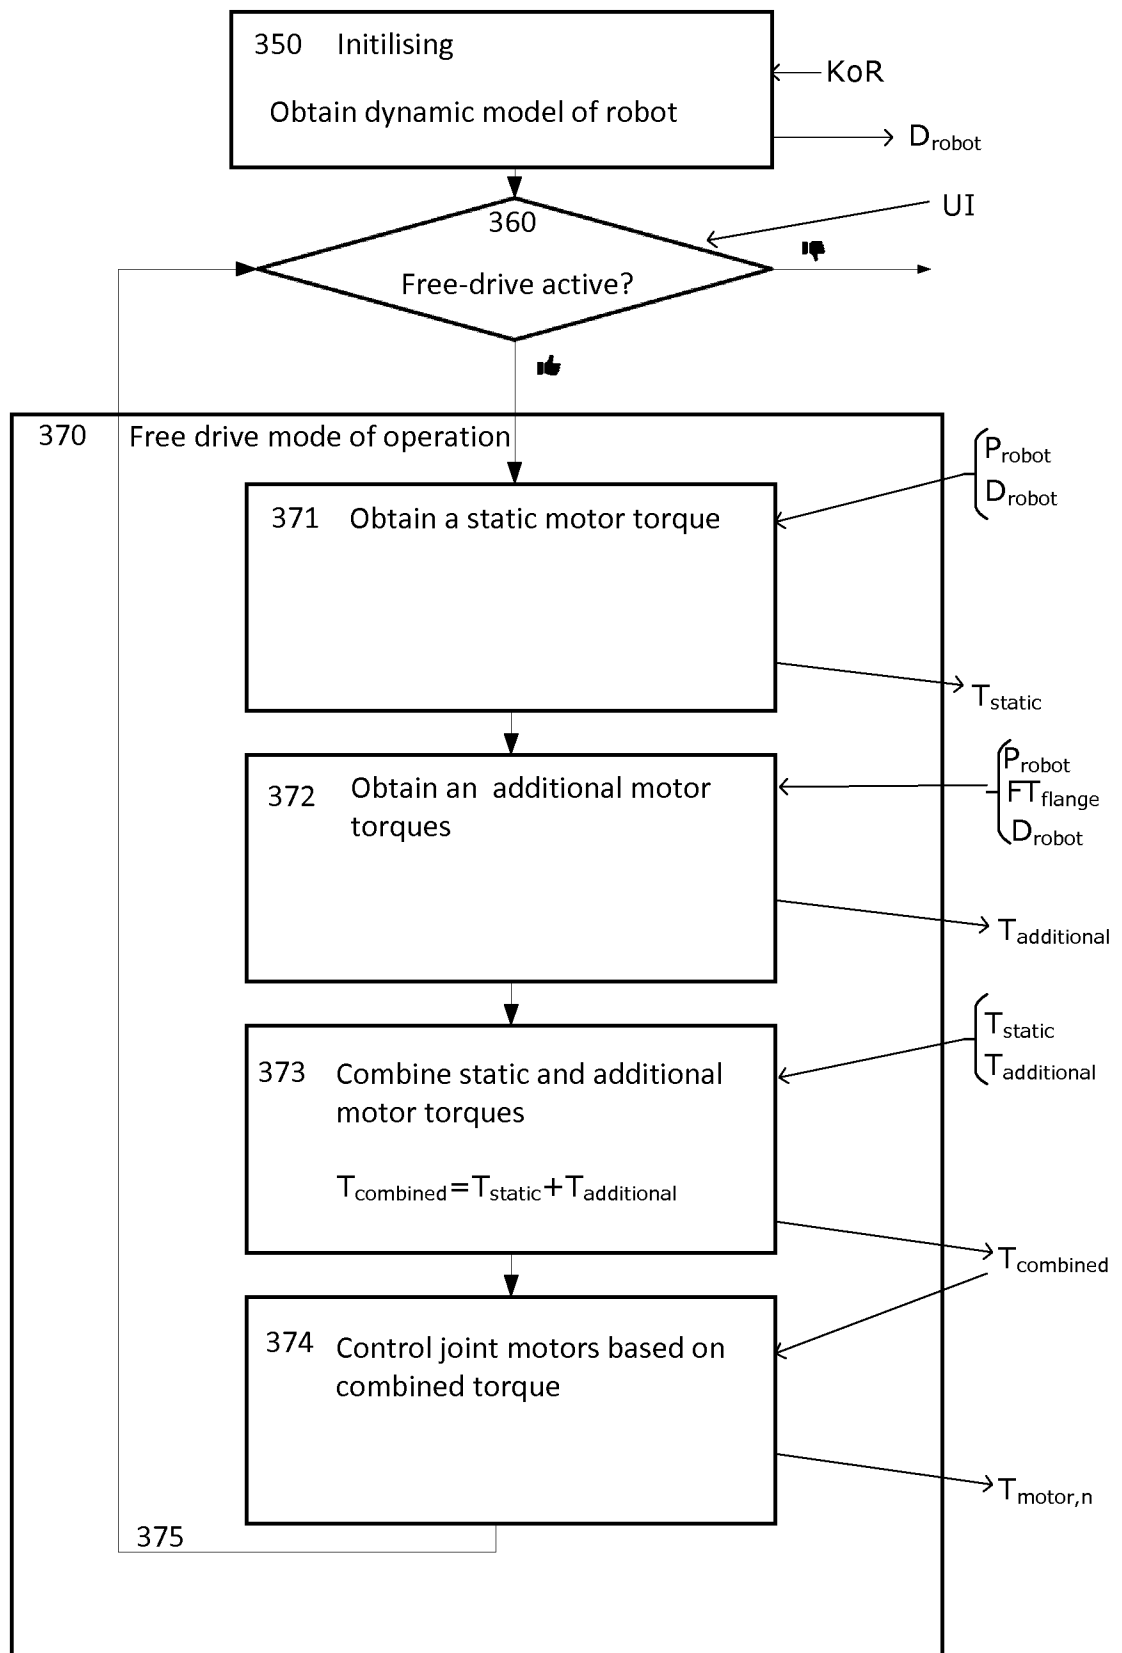 350 Initilising
KoR
Obtain dynamic model of robot
Drobot
UI
360
Free-drive active?
370 Free drive mode of operation
Probot
Drobot
371 Obtain a static motor torque
Tstatic
372 Obtain an additional motor
torques
Probot
FTflange
Drobot
Tadditional
373 Combine static and additional
motor torques
Tstatic
Tadditional
Tcombined=Tstatic+Tadditional
Tcombined
374 Control joint motors based on
combined torque
Tmotor,n
375